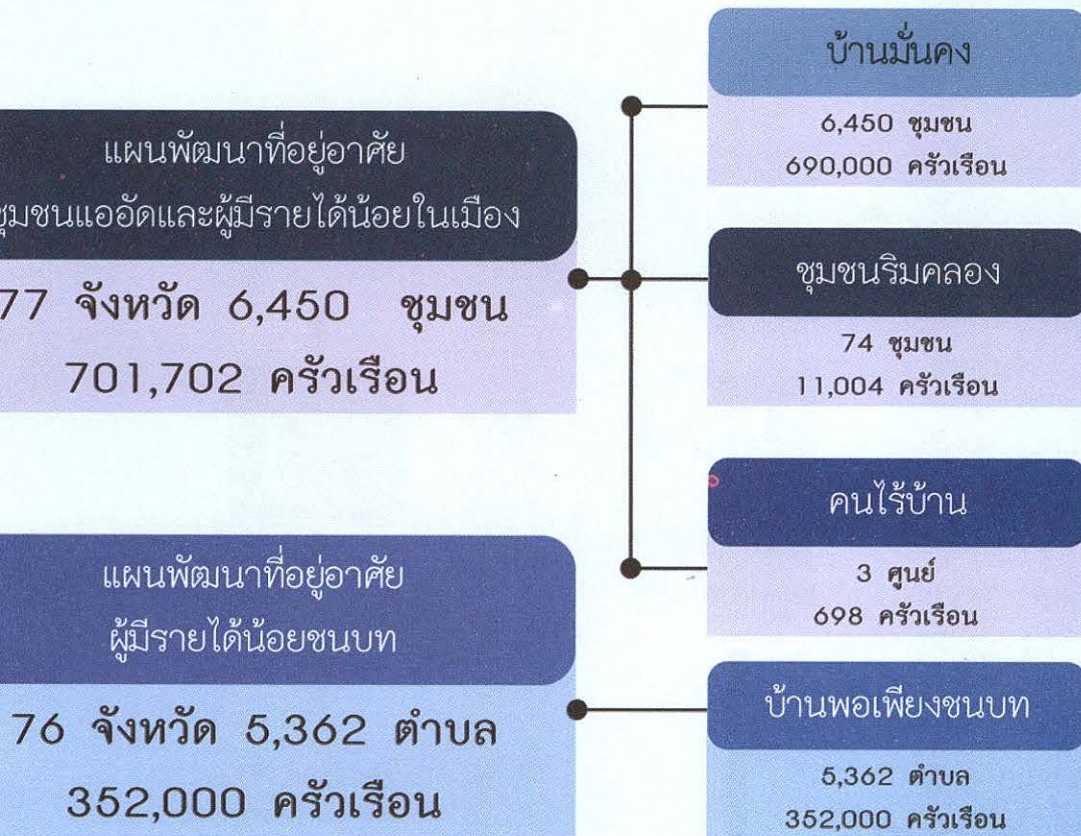 แผนพัฒนาที่อยู่อาศัย
ชุมชนแออัดและผู้มีรายได้น้อยในเมือง
77 จังหวัด 6,450 ชุมชน
701,702 ครัวเรือน
บ้านมั่นคง
6,450 ชุมชน
690,000 ครัวเรือน
ชุมชนริมคลอง
74 ชุมชน
11,004 ครัวเรือน
คนไร้บ้าน
3 ศูนย์
698 ครัวเรือน
แผนพัฒนาที่อยู่อาศัย
ผู้มีรายได้น้อยชนบท
76 จังหวัด 5,362 ตำบล
352,000 ครัวเรือน
บ้านพอเพียงชนบท
5,362 ตำบล
352,000 ครัวเรือน